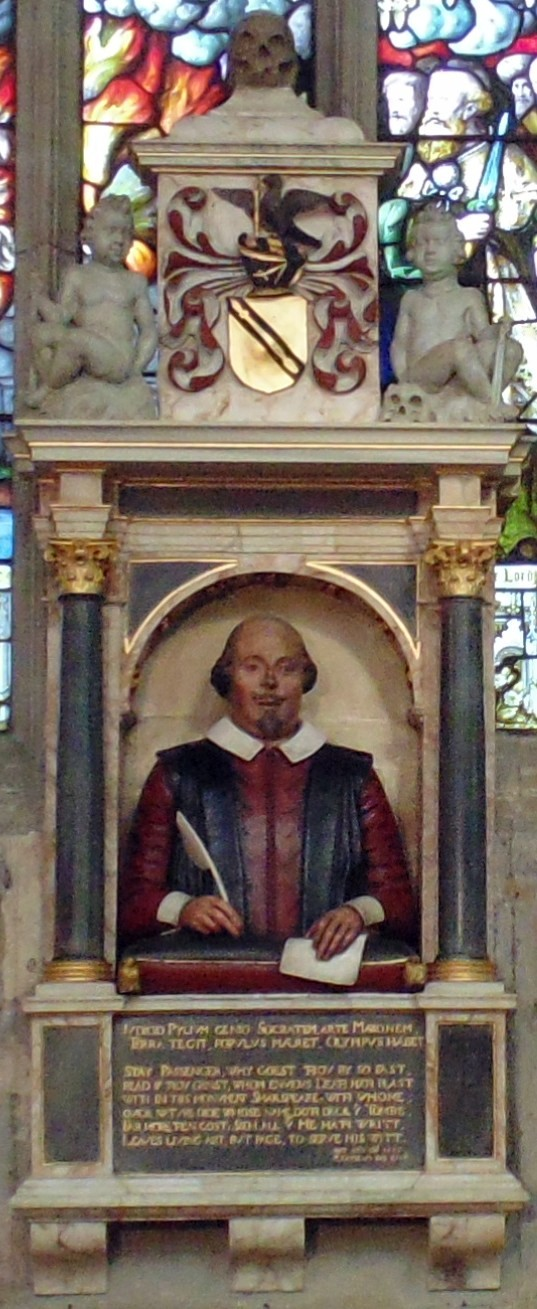 LORD
IVDICIO PYLIVM GENIO SOCRATEM ARTE MARONEM
TERRA TEGIT, POPVLVS MÆRET, OLYMPVS HABET
STAY PASSENGER, WHY GOEST THOV BY SO FAST,
READ IF THOV CANST, WHOM ENVIOVS DEATH HATH PLAST
WITH IN THIS MONVMENT SHAKSPEARE: WITH WHOME
QVICK NATVRE DIDE WHOSE NAME DOTH DECK Y TOMBE
FAR MORE, THEN COST: SIEH ALL Y HE HATH WRITT,
LEAVES LIVING ART, BVT PAGE, TO SERVE HIS WITT.